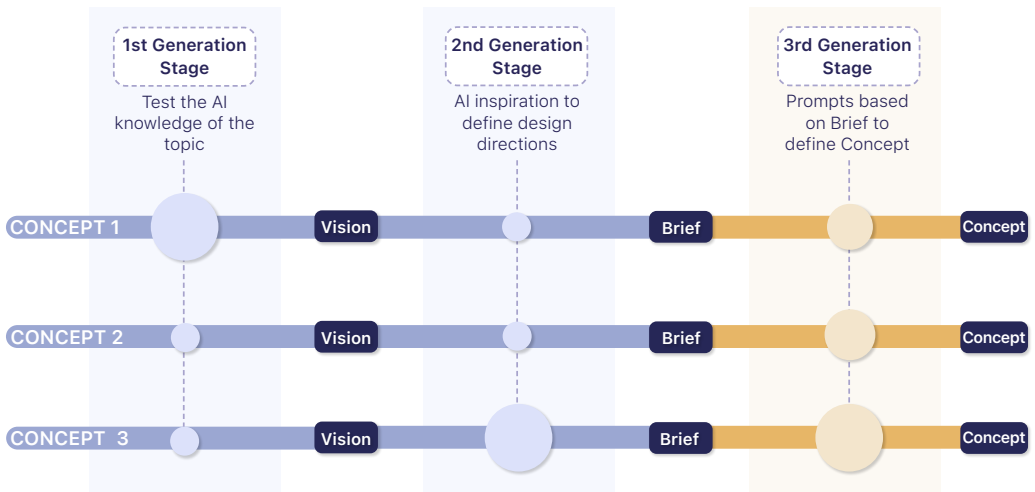 1st Generation
Stage
2nd Generation
Stage
3rd Generation
Stage
Test the AI
knowledge of the
topic
AI inspiration to
define design
directions
Prompts based
on Brief to
define Concept
CONCEPT 1
Vision
Brief
Concept
CONCEPT 2
Vision
Brief
Concept
CONCEPT 3
Vision
Brief
Concept